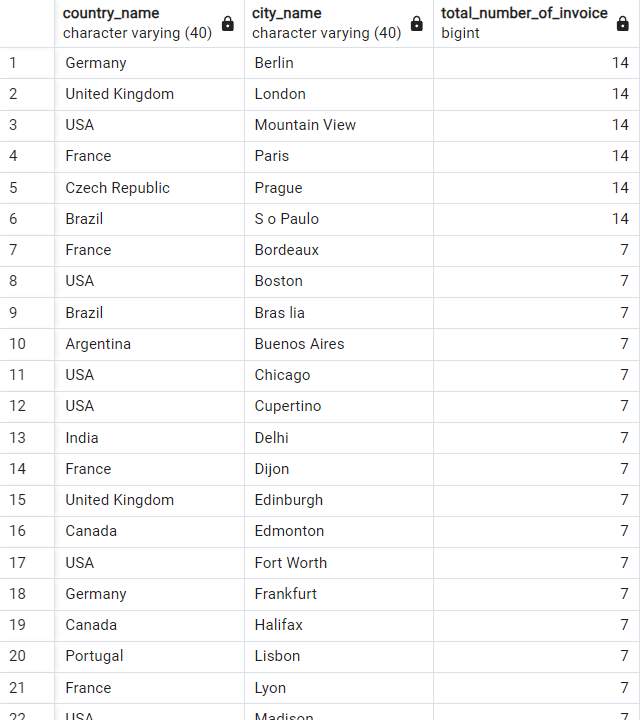 country_name city_name total_number_of_invoice
character varying (40) character varying (40) bigint
1 Germany Berlin 14
2 United Kingdom London 14
3 USA Mountain View 14
4 France Paris 14
5 Czech Republic Prague 14
6 Brazil S o Paulo 14
7 France Bordeaux 7
8 USA Boston 7
9 Brazil Bras lia 7
10 Argentina Buenos Aires 7
11 USA Chicago 7
12 USA Cupertino 7
13 India Delhi 7
14 France Dijon 7
15 United Kingdom Edinburgh 7
16 Canada Edmonton 7
17 USA Fort Worth 7
18 Germany Frankfurt 7
19 Canada Halifax 7
20 Portugal Lisbon 7
21 France Lyon 7
22 USA Madison 7